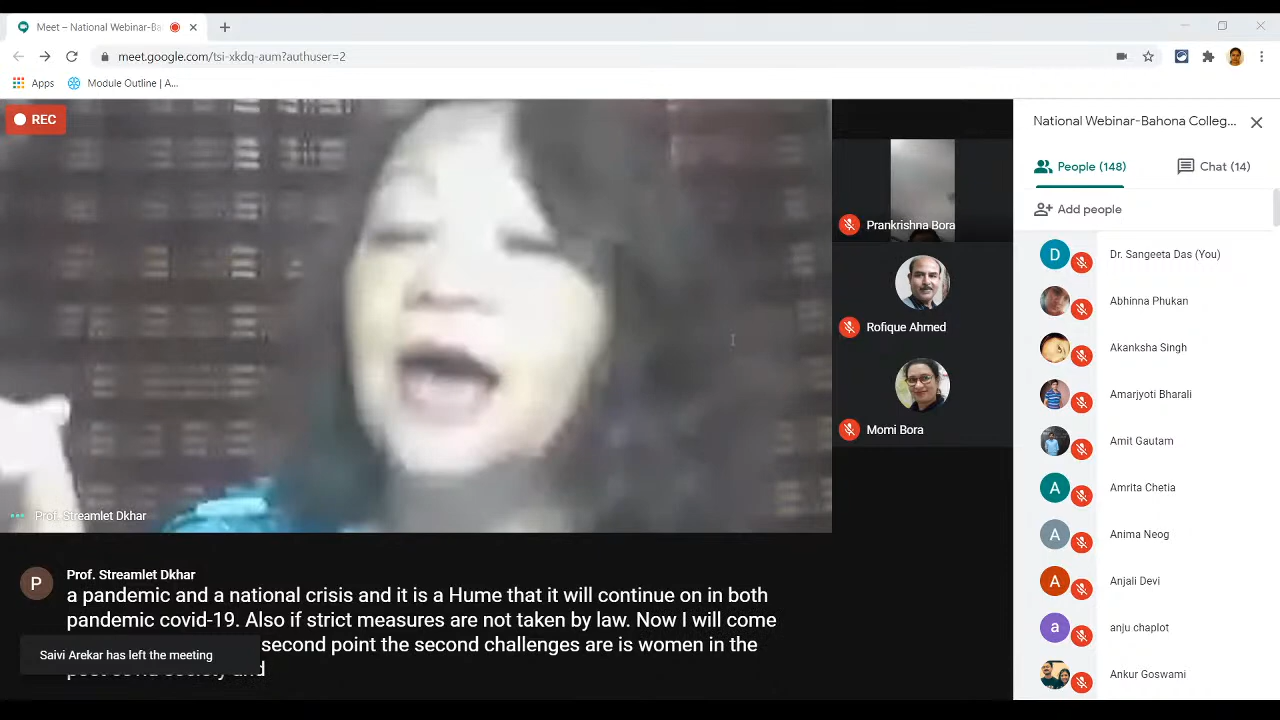 Meet – National Webinar-Ba
meet.google.com/tsi-xkdq-aum?authuser=2
Apps
Module Outline | A...
REC
National Webinar-Bahona Colleg...
People (148)
Chat (14)
Add people
Prankrishna Bora
Rofique Ahmed
Momi Bora
D
Dr. Sangeeta Das (You)
Abhinna Phukan
Akanksha Singh
Amarjyoti Bharali
Amit Gautam
A
Amrita Chetia
A
Anima Neog
A
Anjali Devi
a
anju chaplot
Ankur Goswami
Prof. Streamlet Dkhar
P
Prof. Streamlet Dkhar
a pandemic and a national crisis and it is a Hume that it will continue on in both
pandemic covid-19. Also if strict measures are not taken by law. Now I will come
second point the second challenges are is women in the
post covid society and
Saivi Arekar has left the meeting